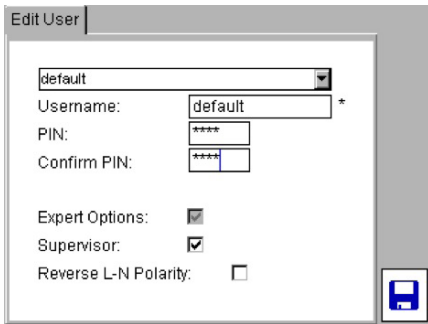 Edit User
default
Username: default *
PIN: ****
Confirm PIN: ****
Expert Options:
Supervisor:
Reverse L-N Polarity: